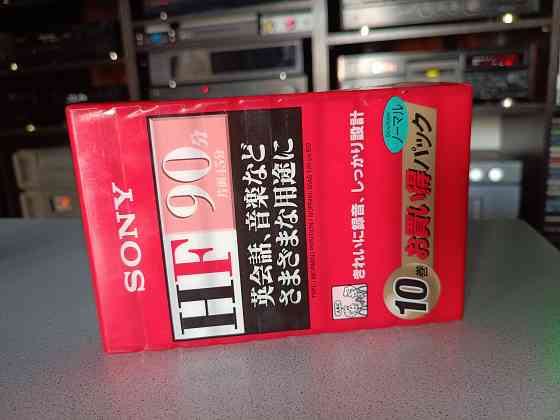 SONY
HF 90分
片面45分
英会話、音楽など
さまざまな用途に
きれいに録音、しっかり設計
ノーマル
10巻
お買い得パック